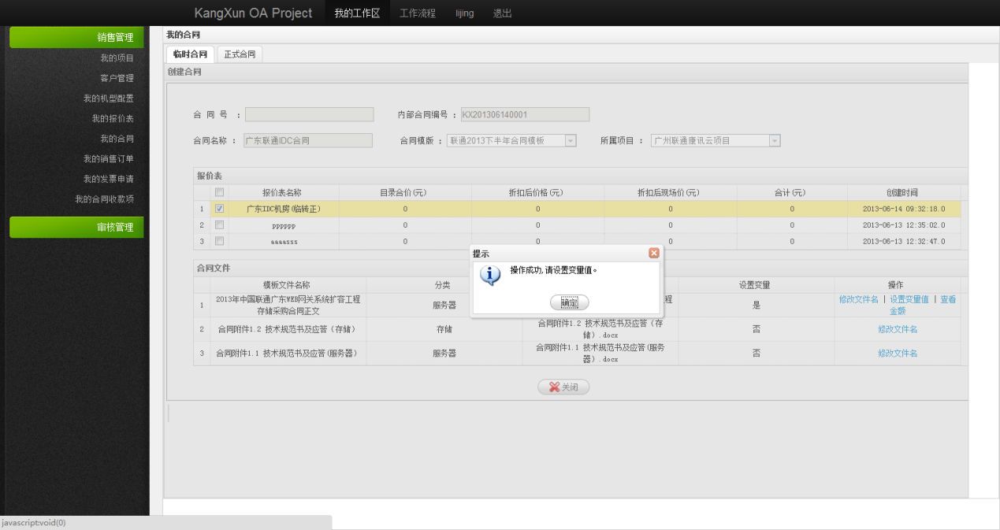 KangXun OA Project 我的工作区 工作流程 lijing 退出
销售管理
我的项目
客户管理
我的机型配置
我的报价表
我的合同
我的销售订单
我的发票申请
我的合同收款项
审核管理
我的合同
临时合同 正式合同
创建合同
合 同 号 ： 内部合同编号 ： KX201306140001
合同名称 ： 广东联通IDC合同 合同模版 ： 联通2013下半年合同模板 所属项目 ： 广州联通康讯云项目
报价表
报价表名称 目录合价(元) 折扣后价格(元) 折扣后现场价(元) 合计(元) 创建时间
1 广东IDC机房(临转正) 0 0 0 0 2013-06-14 09:32:18.0
2 pppppp 0 0 0 0 2013-06-13 12:35:02.0
3 aaaasss 0 0 0 0 2013-06-13 12:32:47.0
提示
操作成功,请设置变量值。
确定
合同文件
模板文件名称 分类 设置变量 操作
1 2013年中国联通广东WEB网关系统扩容工程
存储采购合同正文 服务器 程 是 修改文件名 | 设置变量值 | 查看
金额
2 合同附件1.2 技术规范书及应答（存储） 存储 合同附件1.2 技术规范书及应答（存
储）.docx 否 修改文件名
3 合同附件1.1 技术规范书及应答(服务器） 服务器 合同附件1.1 技术规范书及应答(服务
器）.docx 否 修改文件名
关闭
javascript:void(0)